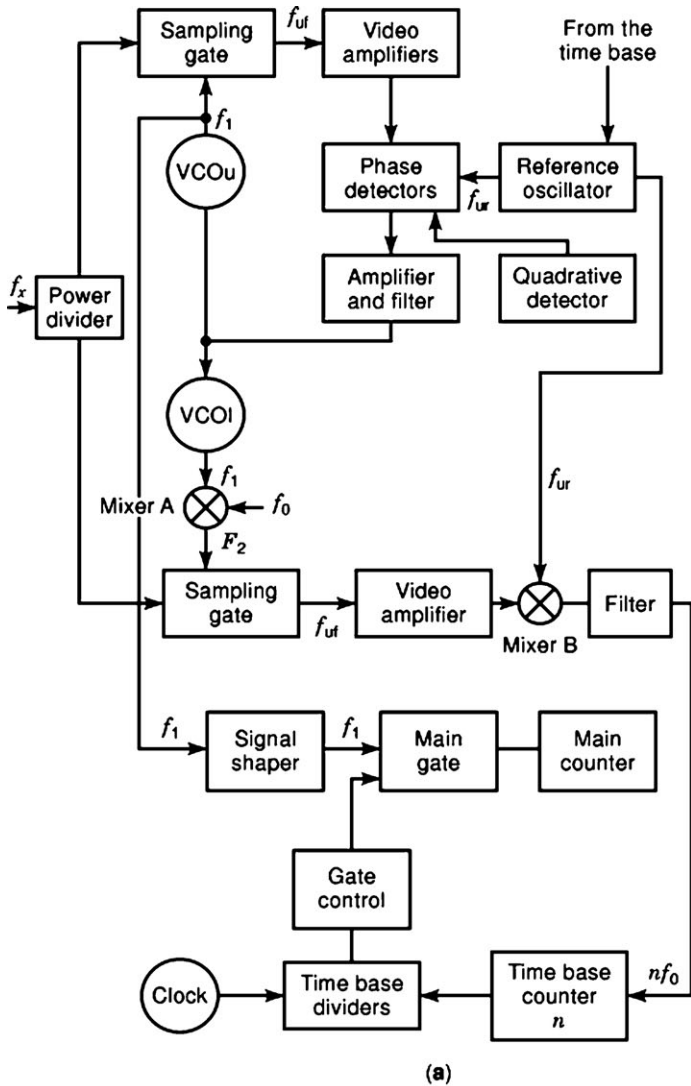 Sampling
gate
f_uf
Video
amplifiers
From the
time base
f_1
VCOu
Phase
detectors
f_ur
Reference
oscillator
f_x
Power
divider
Amplifier
and filter
Quadrative
detector
VCOl
f_1
Mixer A
f_0
F_2
f_ur
Sampling
gate
f_uf
Video
amplifier
Mixer B
Filter
f_1
Signal
shaper
f_1
Main
gate
Main
counter
Gate
control
Clock
Time base
dividers
Time base
counter
n
nf_0
(a)